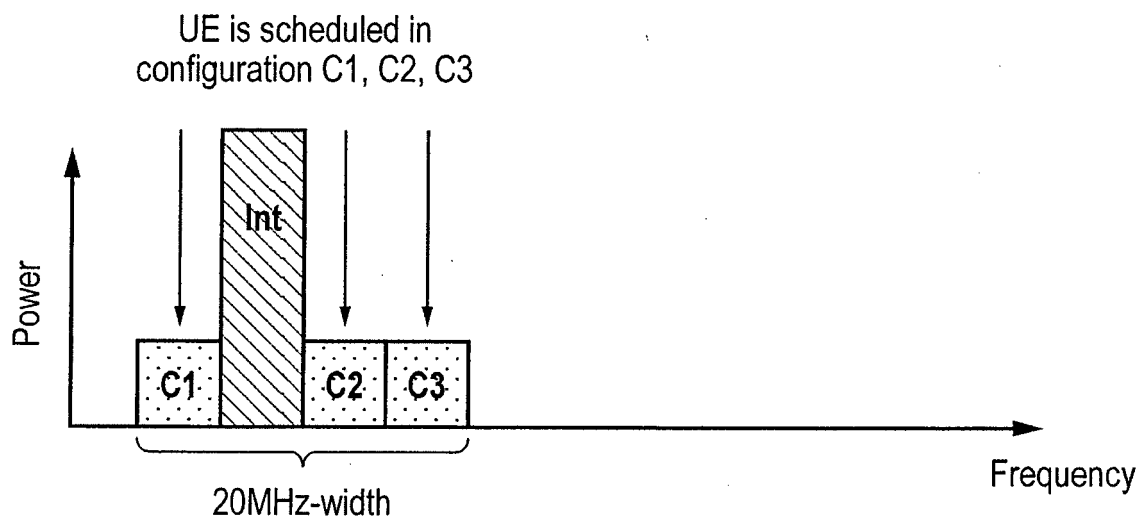 UE is scheduled in
configuration C1, C2, C3
Power
Int
C1
C2
C3
20MHz-width
Frequency